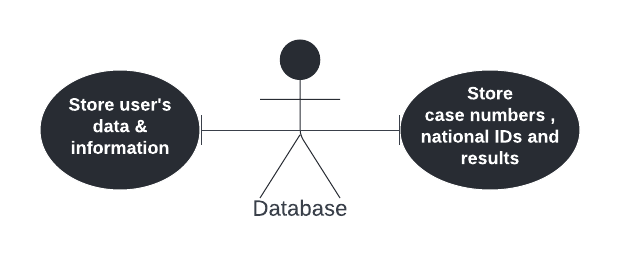 Store user's
data &
information
Store
case numbers ,
national IDs and
results
Database